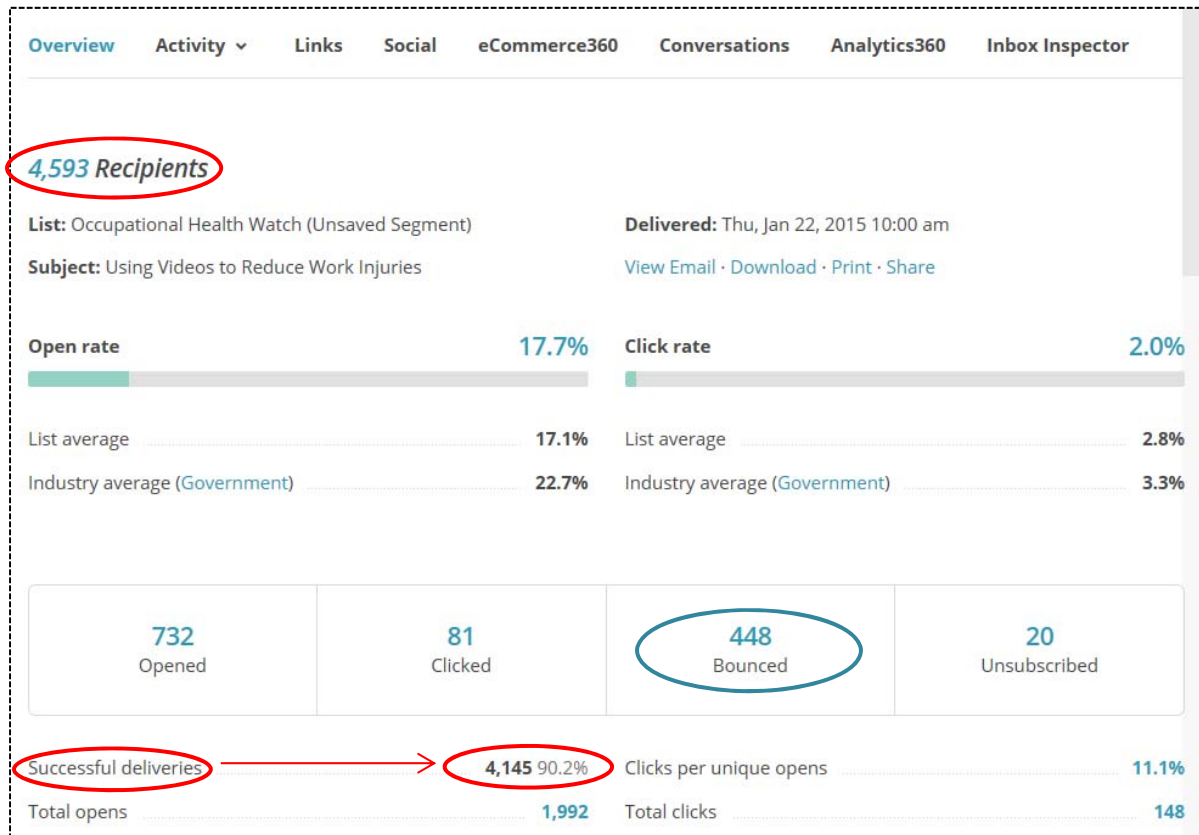 Overview Activity Links Social eCommerce360 Conversations Analytics360 Inbox Inspector
4,593 Recipients
List: Occupational Health Watch (Unsaved Segment) Delivered: Thu, Jan 22, 2015 10:00 am
Subject: Using Videos to Reduce Work Injuries View Email · Download · Print · Share
Open rate 17.7% Click rate 2.0%
List average 17.1% List average 2.8%
Industry average (Government) 22.7% Industry average (Government) 3.3%
732 81 448 20
Opened Clicked Bounced Unsubscribed
Successful deliveries 4,145 90.2% Clicks per unique opens 11.1%
Total opens 1,992 Total clicks 148